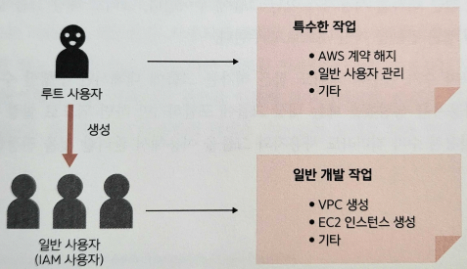 특수한 작업
• AWS 계약 해지
• 일반 사용자 관리
• 기타
루트 사용자
생성
일반 개발 작업
• VPC 생성
• EC2 인스턴스 생성
• 기타
일반 사용자
(IAM 사용자)